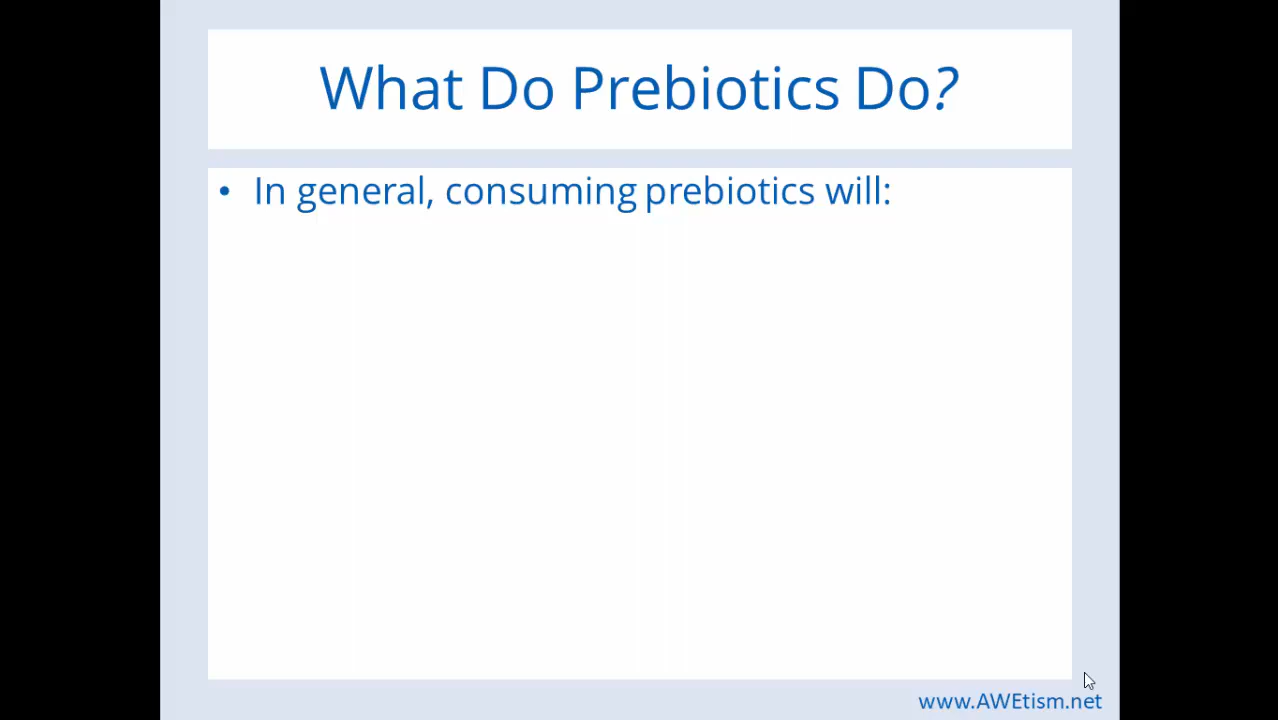 What Do Prebiotics Do?
• In general, consuming prebiotics will:
www.AWEtism.net